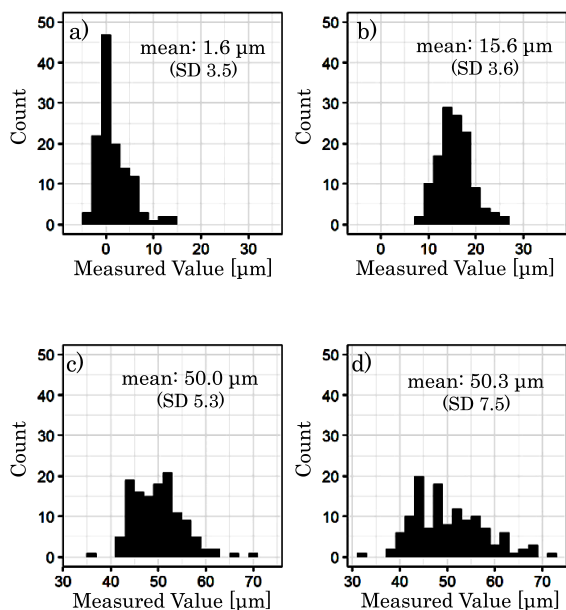 a)
mean: 1.6 µm
(SD 3.5)
50
40
30
20
10
0
Count
0 10 20 30
Measured Value [µm]
b)
mean: 15.6 µm
(SD 3.6)
50
40
30
20
10
0
Count
0 10 20 30
Measured Value [µm]
c)
mean: 50.0 µm
(SD 5.3)
50
40
30
20
10
0
Count
30 40 50 60 70
Measured Value [µm]
d)
mean: 50.3 µm
(SD 7.5)
50
40
30
20
10
0
Count
30 40 50 60 70
Measured Value [µm]